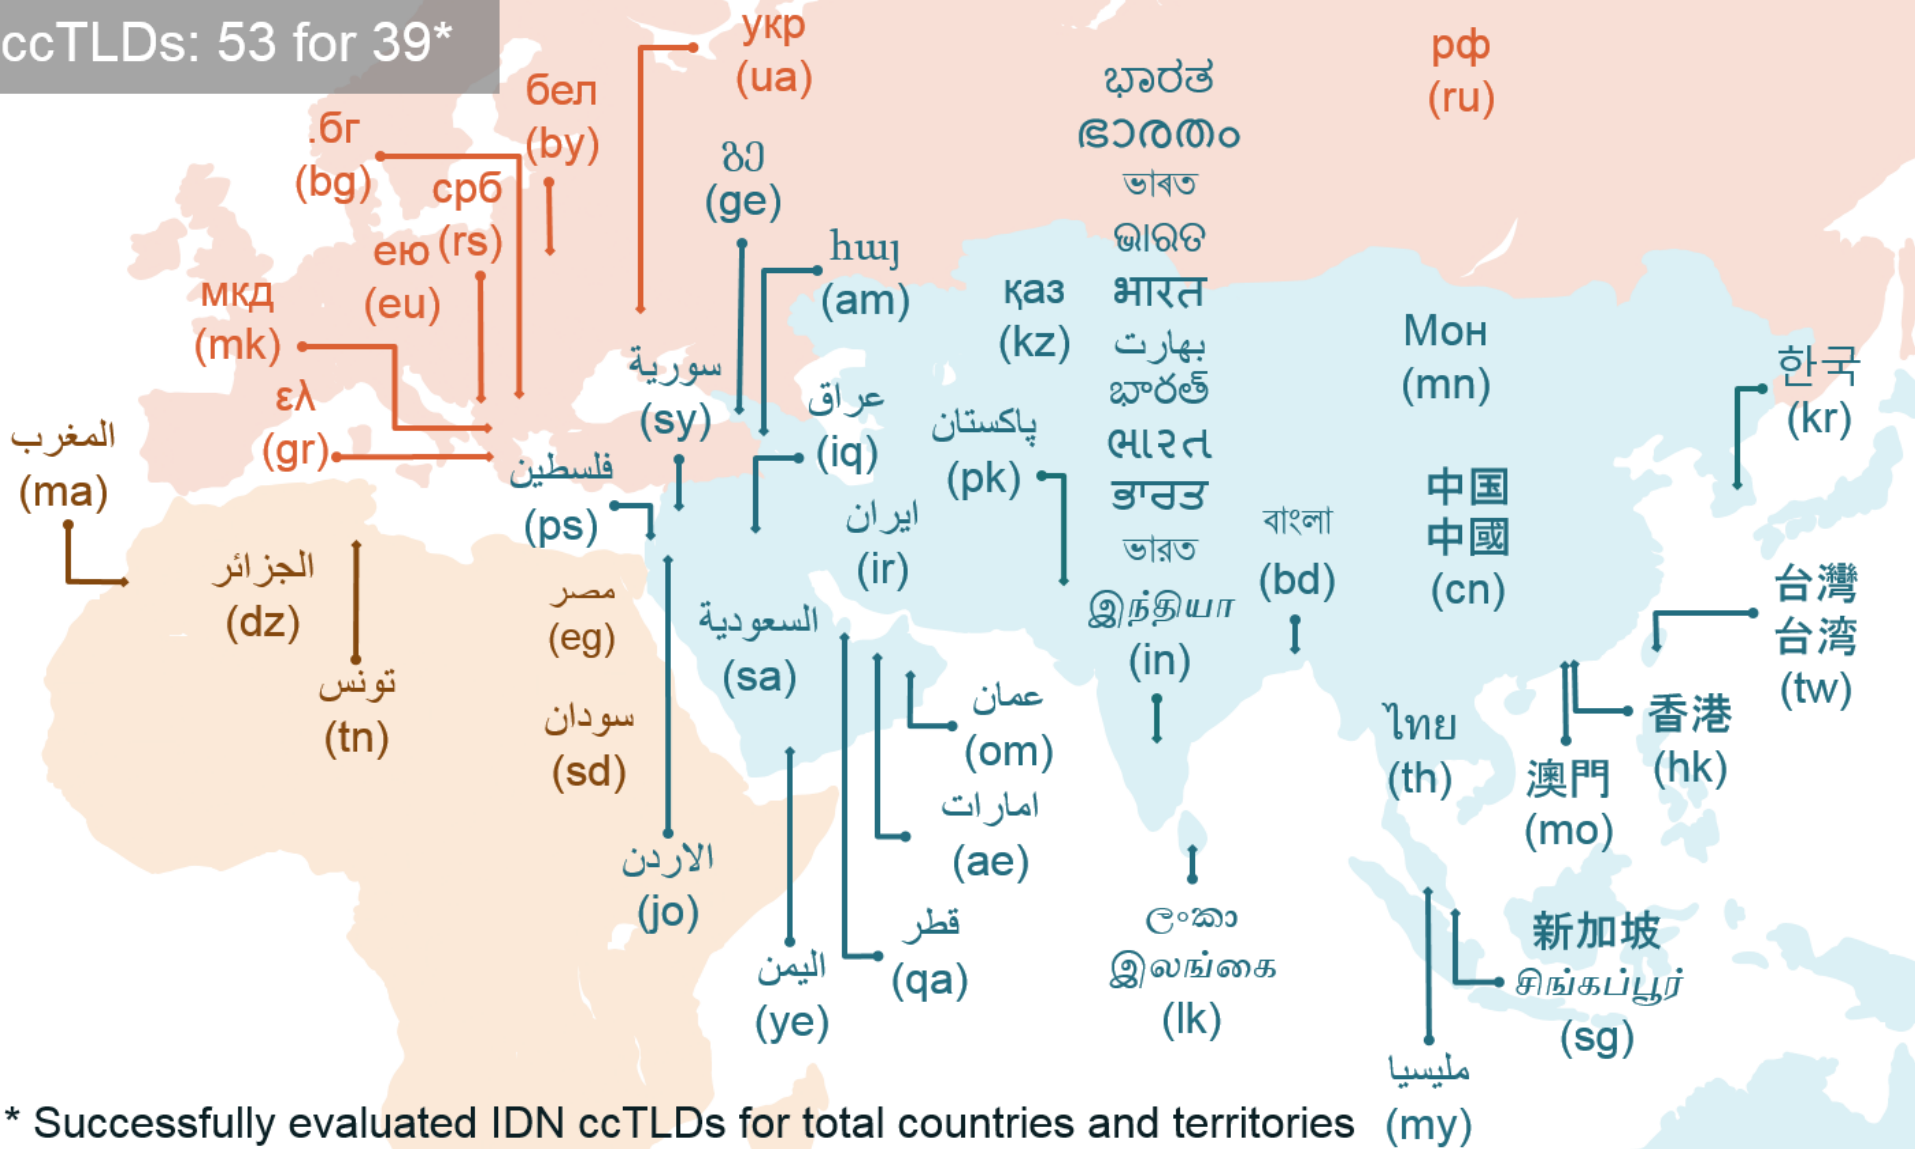 ccTLDs: 53 for 39*
укр
(ua)
рф
(ru)
бел
(by)
.бг
(bg)
срб
(rs)
ею
(eu)
мкд
(mk)
ελ
(gr)
გე
(ge)
հայ
(am)
қаз
(kz)
ಭಾರತ
ഭാരതം
ভাৰত
ଭାରତ
भारत
بھارت
భారత్
ભારત
ਭਾਰਤ
ভারত
இந்தியா
(in)
Мон
(mn)
한국
(kr)
سورية
(sy)
عراق
(iq)
پاکستان
(pk)
المغرب
(ma)
فلسطين
(ps)
ایران
(ir)
বাংলা
(bd)
中国
中國
(cn)
台灣
台湾
(tw)
الجزائر
(dz)
مصر
(eg)
السعودية
(sa)
تونس
(tn)
سودان
(sd)
عمان
(om)
ไทย
(th)
香港
(hk)
澳門
(mo)
امارات
(ae)
الاردن
(jo)
قطر
(qa)
اليمن
(ye)
ලංකා
இலங்கை
(lk)
新加坡
சிங்கப்பூர்
(sg)
مليسيا
(my)
* Successfully evaluated IDN ccTLDs for total countries and territories